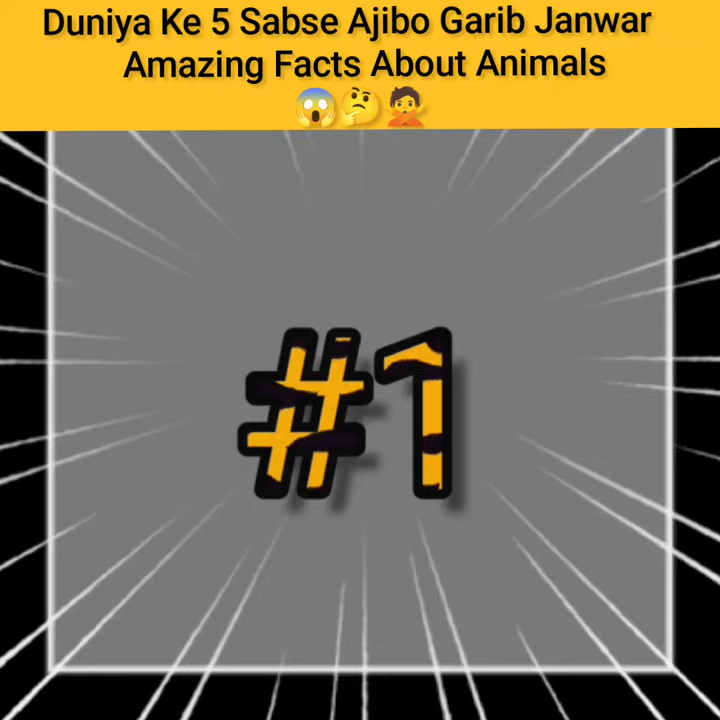 Duniya Ke 5 Sabse Ajibo Garib Janwar
Amazing Facts About Animals
😱🤔🙅
#1